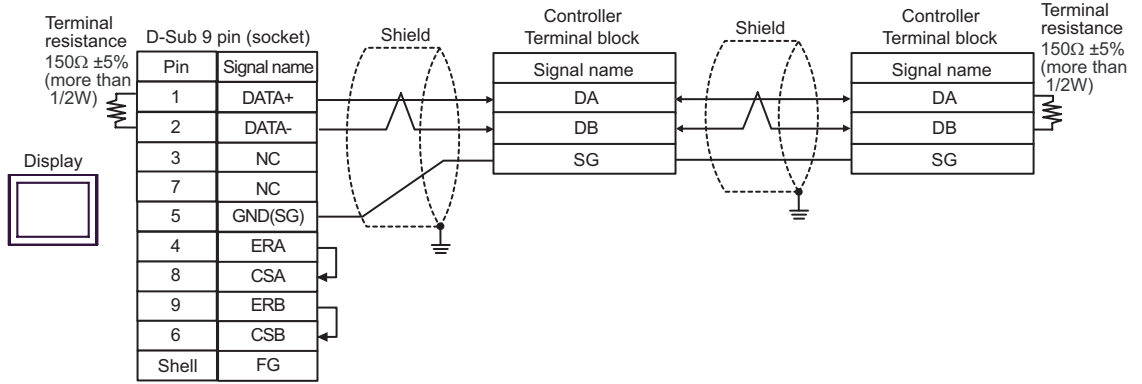 Terminal
resistance
150Ω ±5%
(more than
1/2W)
D-Sub 9 pin (socket)
Pin Signal name
1 DATA+
2 DATA-
3 NC
7 NC
5 GND(SG)
4 ERA
8 CSA
9 ERB
6 CSB
Shell FG
Display
Shield
Controller
Terminal block
Signal name
DA
DB
SG
Shield
Controller
Terminal block
Signal name
DA
DB
SG
Terminal
resistance
150Ω ±5%
(more than
1/2W)